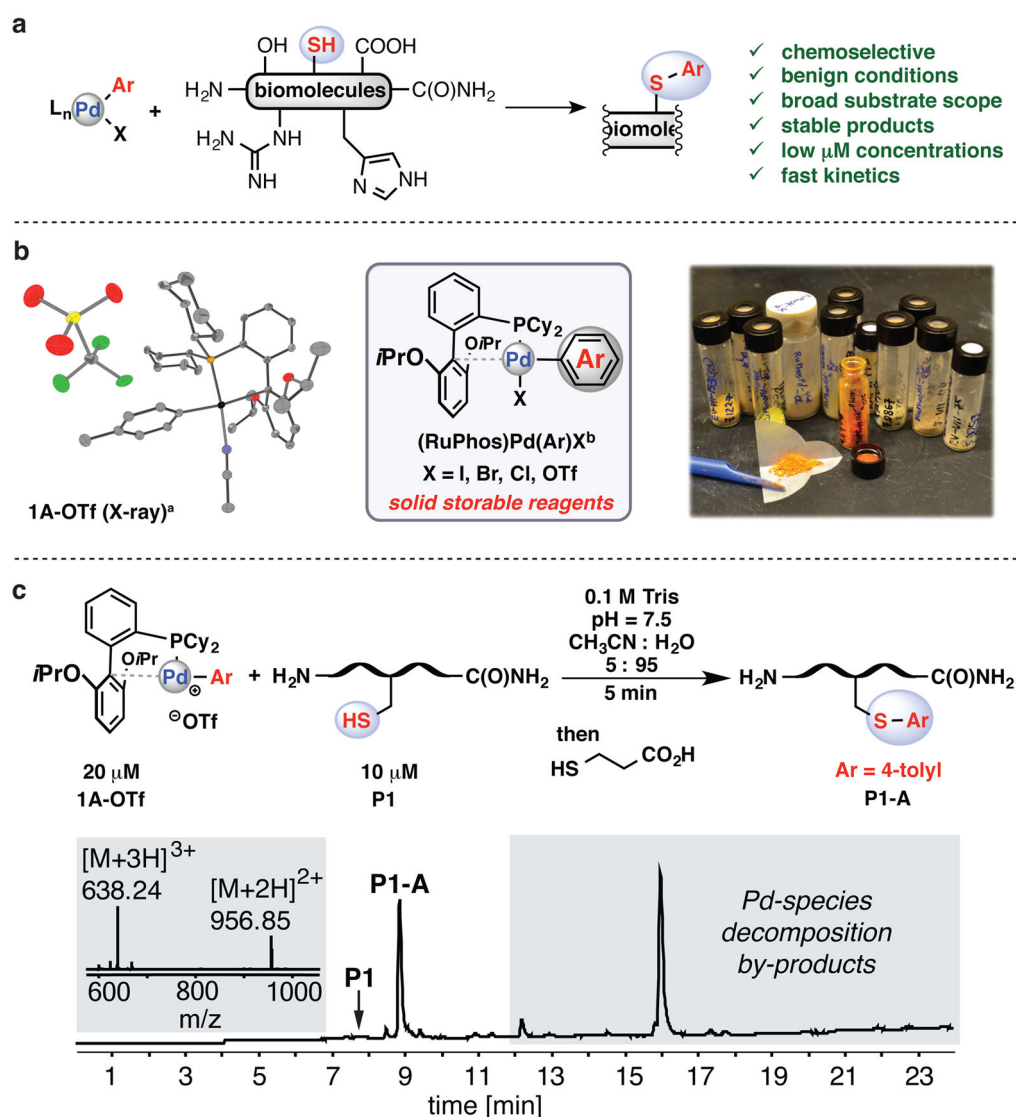 a
OH
SH
COOH
Ar
H₂N
biomolecules
C(O)NH₂
LₙPd
+
X
NH
H₂N
NH
N
NH
S–Ar
biomole
✓ chemoselective
✓ benign conditions
✓ broad substrate scope
✓ stable products
✓ low μM concentrations
✓ fast kinetics
b
1A-OTf (X-ray)ᵃ
PCy₂
OiPr
iPrO
Pd
Ar
X
(RuPhos)Pd(Ar)Xᵇ
X = I, Br, Cl, OTf
solid storable reagents
c
PCy₂
OiPr
iPrO
Pd–Ar
⊕
⊖OTf
20 μM
1A-OTf
+
H₂N
C(O)NH₂
HS
10 μM
P1
0.1 M Tris
pH = 7.5
CH₃CN : H₂O
5 : 95
5 min
then
HS
CO₂H
H₂N
C(O)NH₂
S–Ar
Ar = 4-tolyl
P1-A
[M+3H]³⁺
638.24
[M+2H]²⁺
956.85
600 800 1000
m/z
P1
P1-A
Pd-species
decomposition
by-products
1 3 5 7 9 11 13 15 17 19 21 23
time [min]